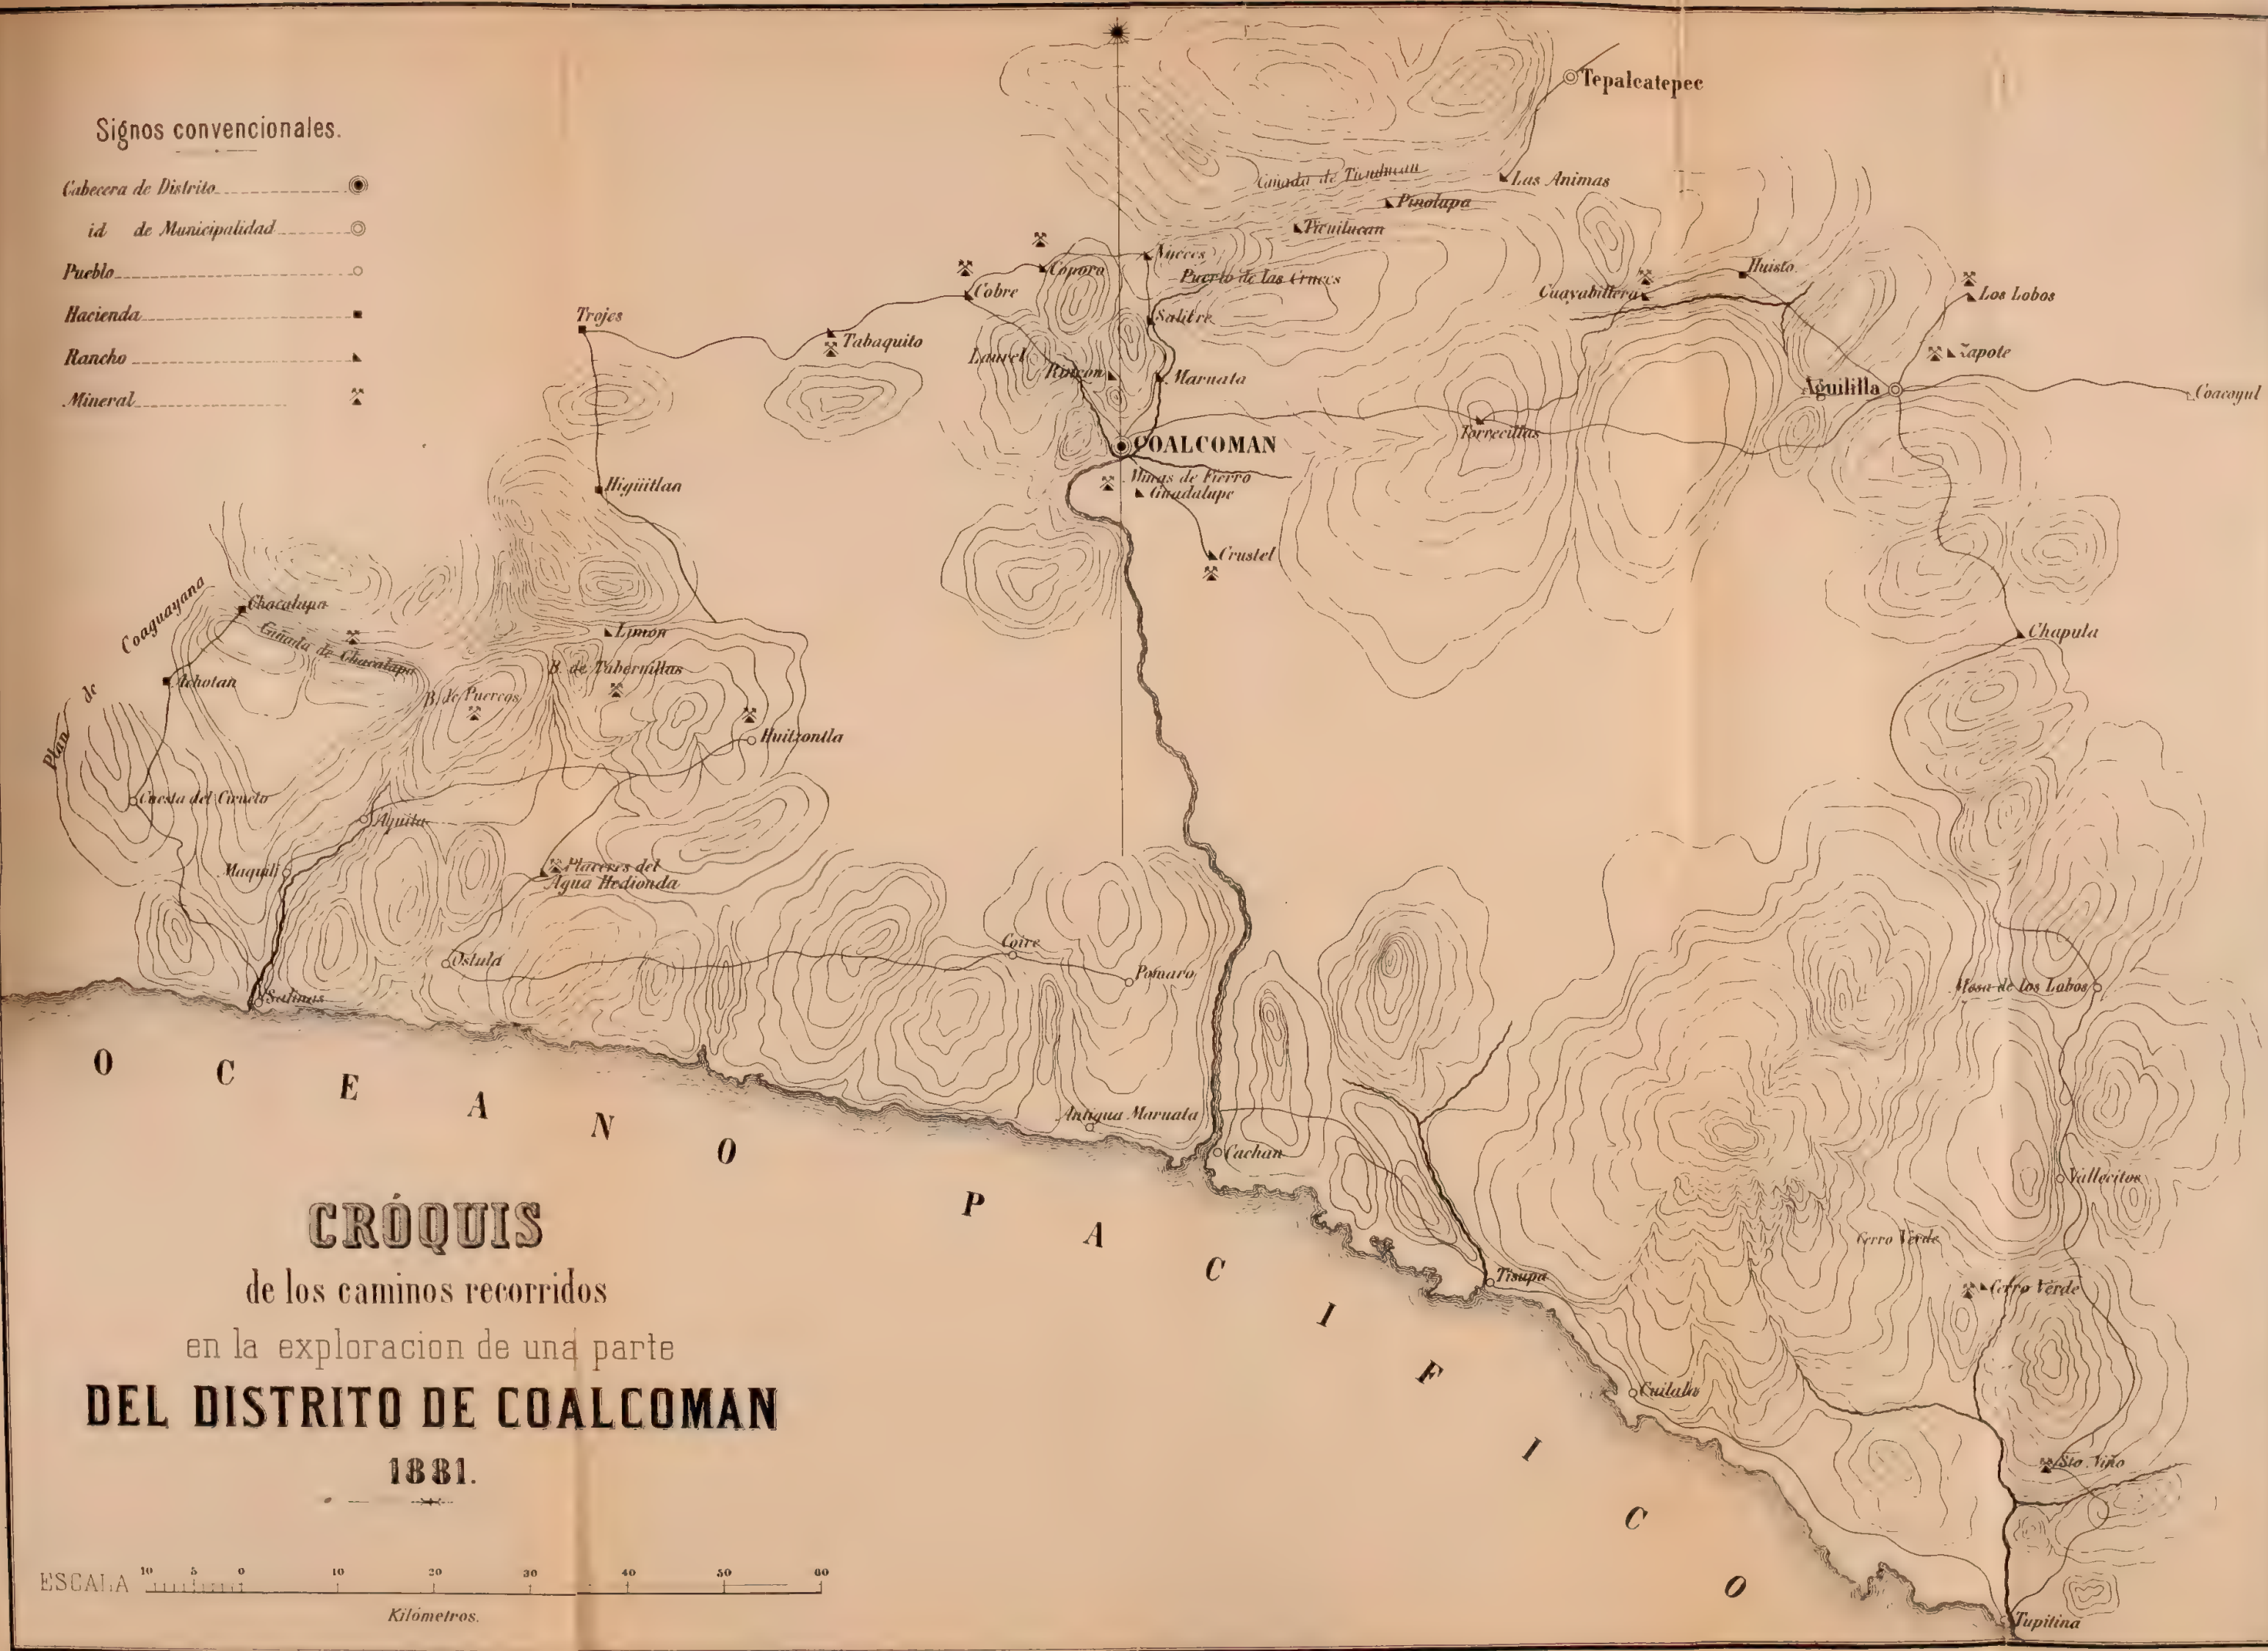 Signos convencionales.
Cabecera de Distrito
id de Municipalidad
Pueblo
Hacienda
Rancho
Mineral
Tepalcatepec
Las Animas
Cañada de Ticuilucan
Pinolapa
Ticuilucan
Nueces
Coporo
Puerto de las Cruces
Cobre
Huisto
Guayabillera
Los Lobos
Trojes
Salitre
Tabaquito
Laurel
Zapote
Rincon
Maruata
Aguililla
Coacoyul
COALCOMAN
Torrecillas
Minas de Fierro
Guadalupe
Higüitlan
Crustel
Plan de Coaguayana
Chacalapa
Cañada de Chacalapa
Limon
Chapula
Achotan
B. de Tabernillas
B. de Puercos
Huitzontla
Cuesta del Ciruelo
Aquila
Maquili
Placeres del
Agua Hedionda
Ostula
Coire
Pomaro
Mesa de los Lobos
Salinas
OCEANO PACIFICO
Antigua Maruata
Cachan
Vallecitos
Cerro Verde
Tisupa
Cerro Verde
Cuilala
Sto. Niño
Tupitina
CRÓQUIS
de los caminos recorridos
en la exploracion de una parte
DEL DISTRITO DE COALCOMAN
1881.
ESCALA 10 5 0 10 20 30 40 50 60
Kilómetros.